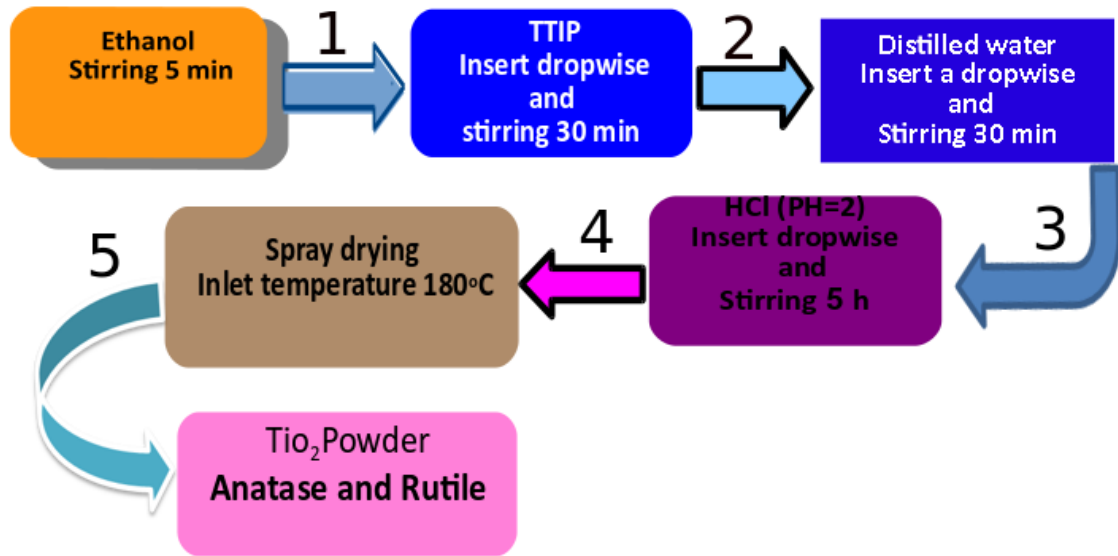 Ethanol
Stirring 5 min
1
TTIP
Insert dropwise
and
stirring 30 min
2
Distilled water
Insert a dropwise
and
Stirring 30 min
3
HCl (PH=2)
Insert dropwise
and
Stirring 5 h
4
Spray drying
Inlet temperature 180°C
5
Tio₂Powder
Anatase and Rutile